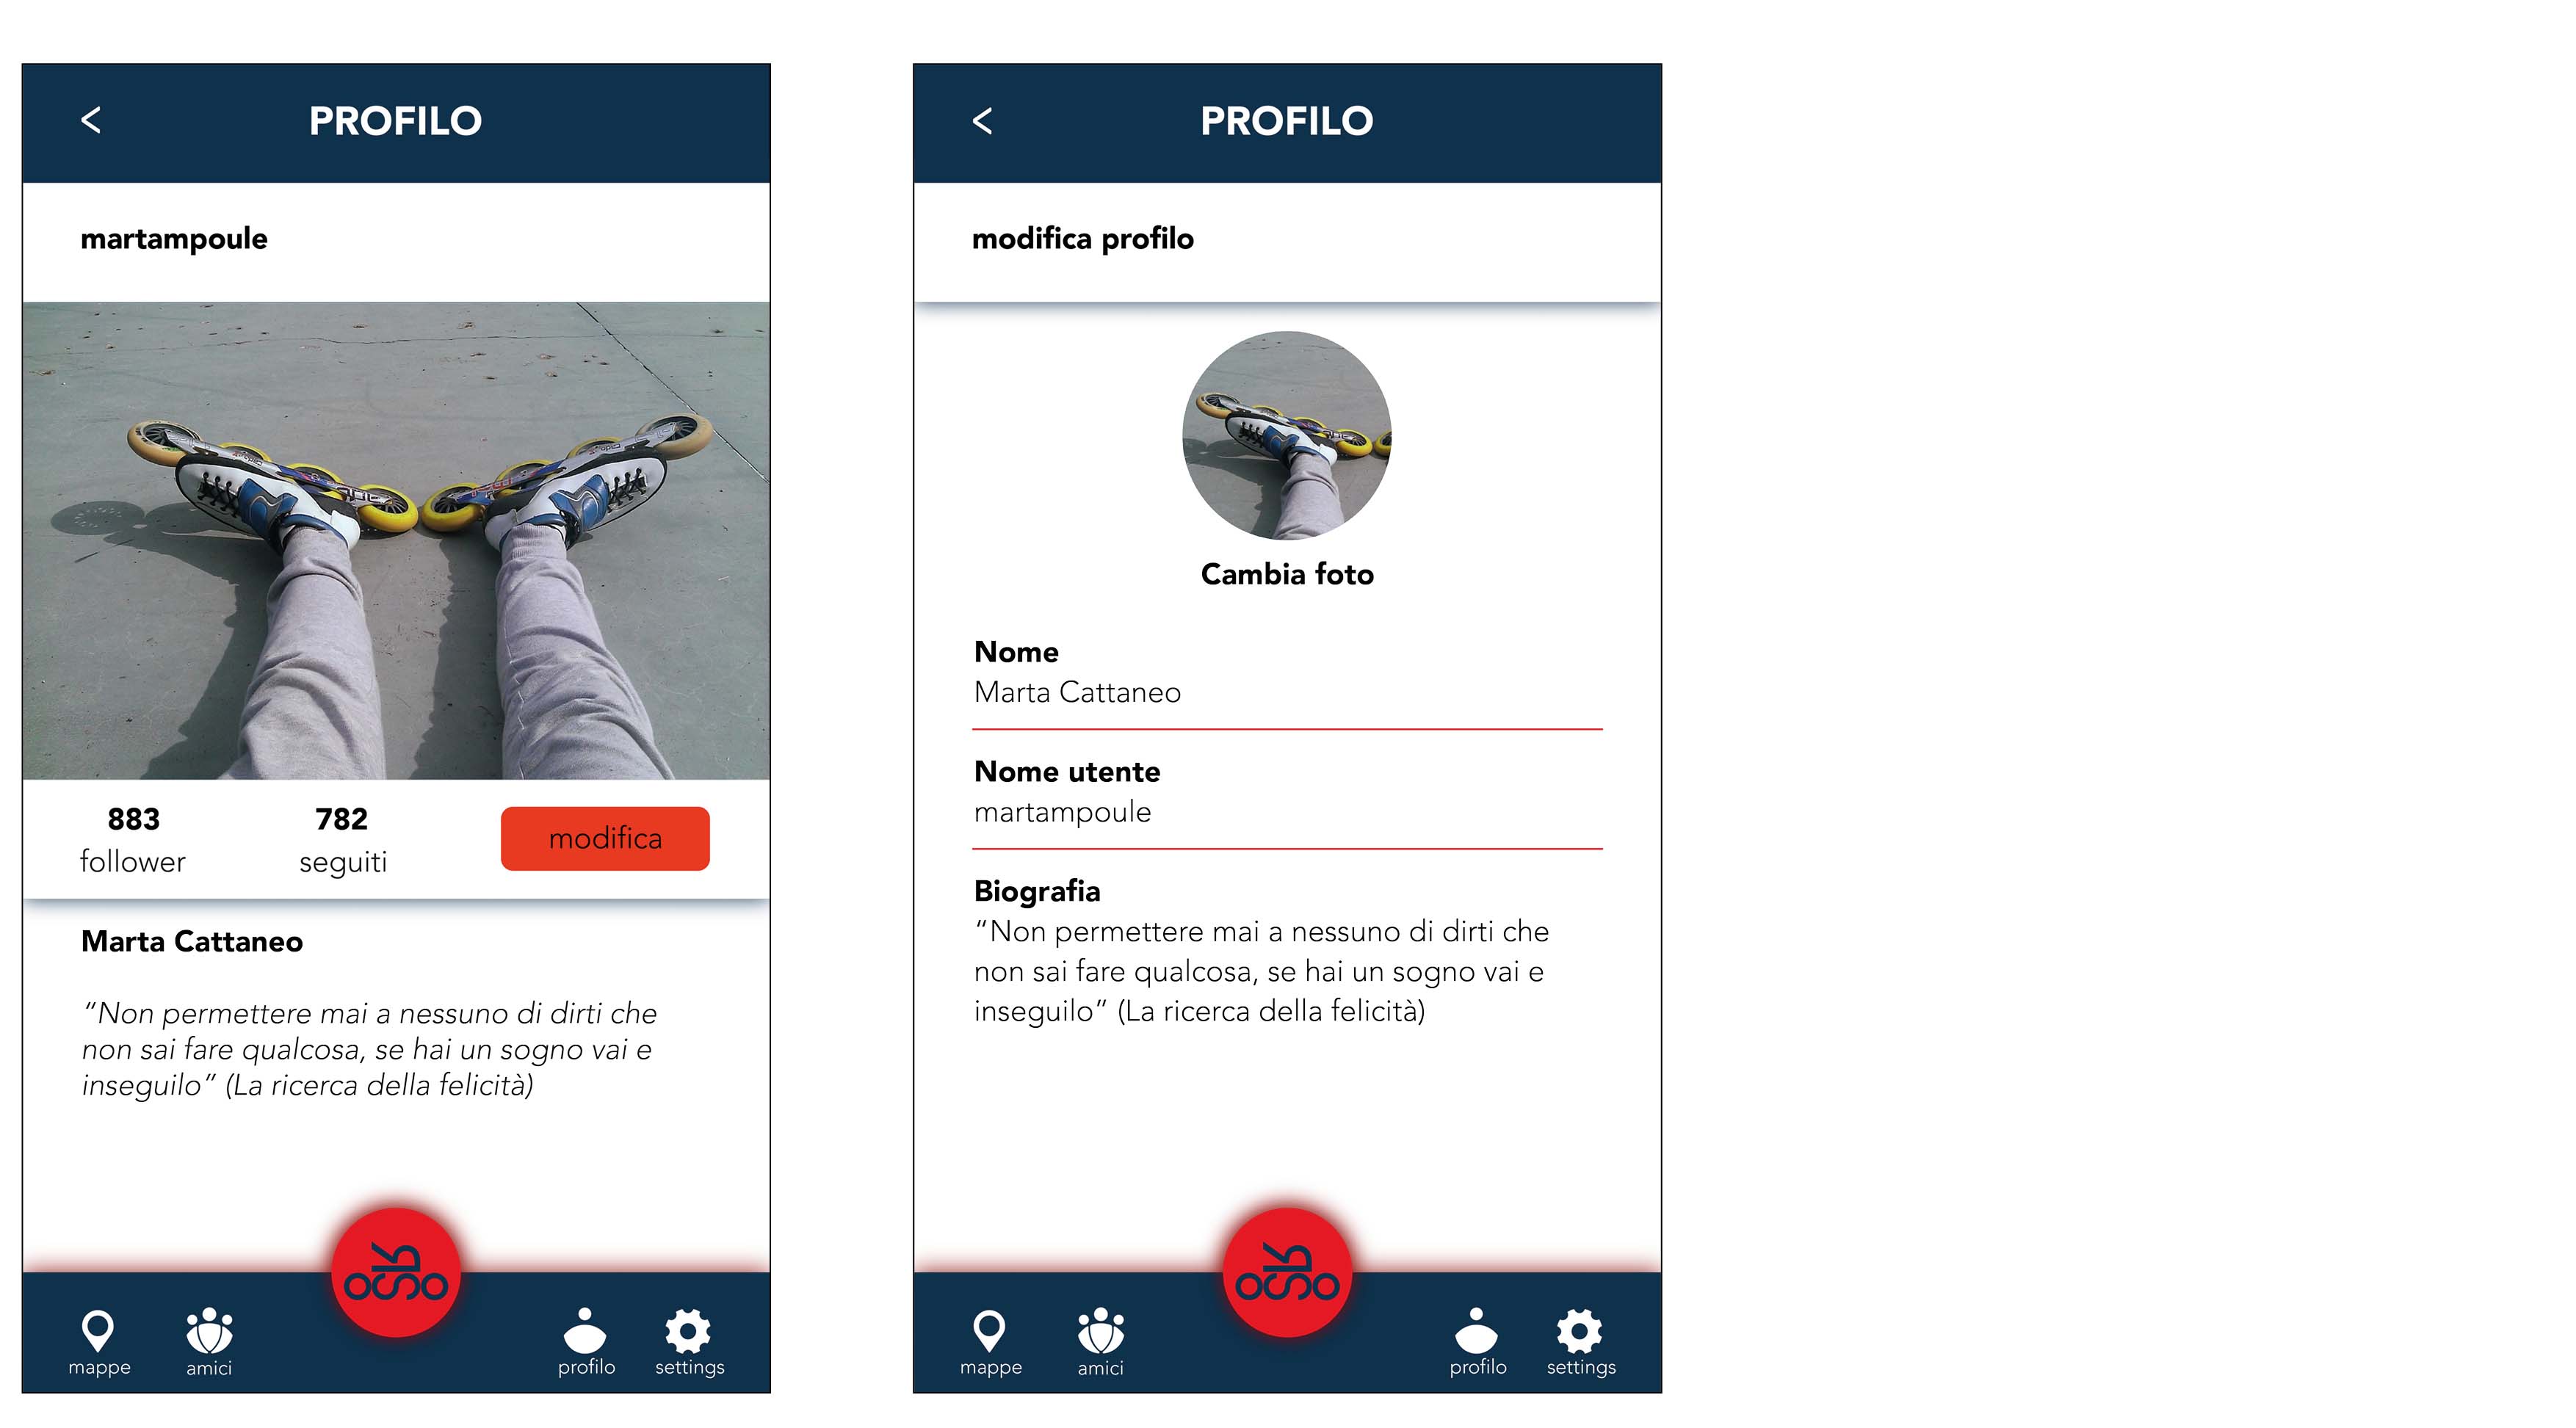 <
PROFILO
martampoule
883
follower
782
seguiti
modifica
Marta Cattaneo
“Non permettere mai a nessuno di dirti che
non sai fare qualcosa, se hai un sogno vai e
inseguilo” (La ricerca della felicità)
mappe
amici
profilo
settings
<
PROFILO
modifica profilo
Cambia foto
Nome
Marta Cattaneo
Nome utente
martampoule
Biografia
“Non permettere mai a nessuno di dirti che
non sai fare qualcosa, se hai un sogno vai e
inseguilo” (La ricerca della felicità)
mappe
amici
profilo
settings